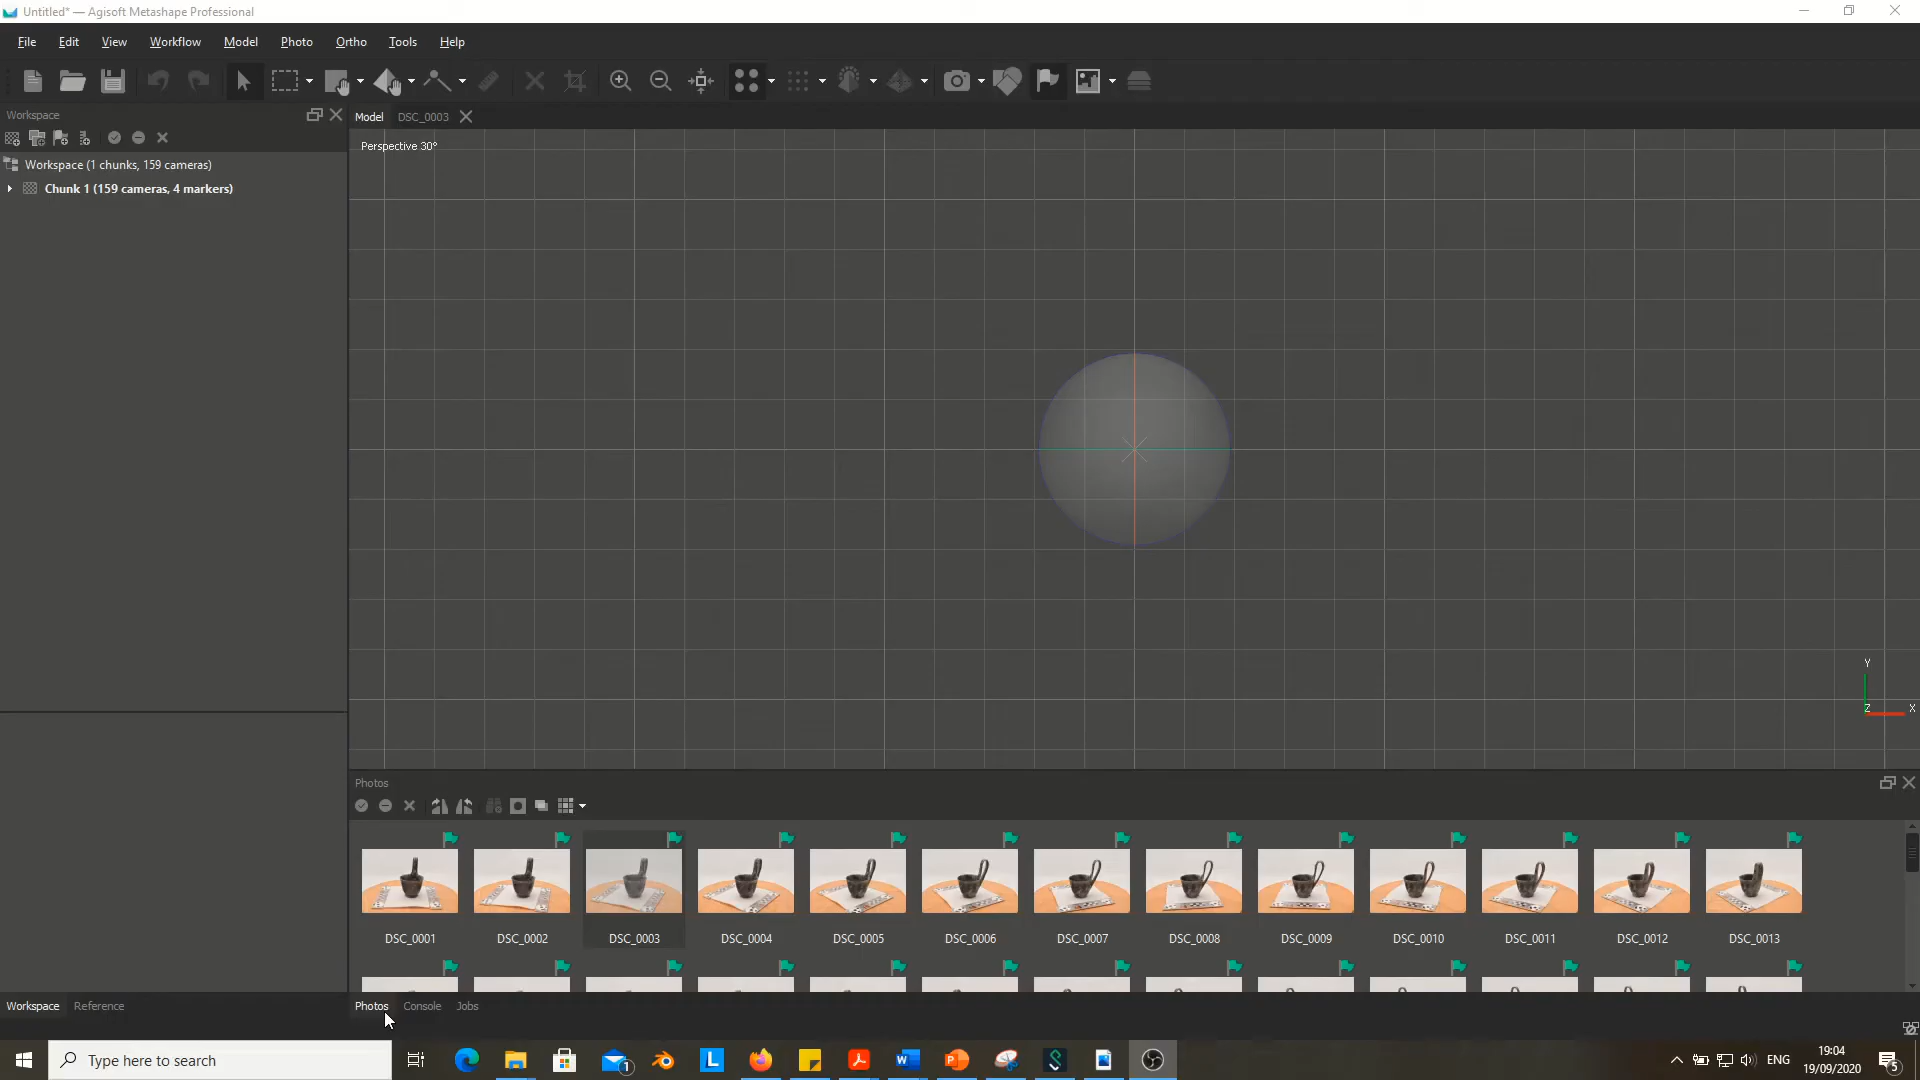 Untitled* — Agisoft Metashape Professional
File Edit View Workflow Model Photo Ortho Tools Help
Workspace
Model DSC_0003
Perspective 30°
Workspace (1 chunks, 159 cameras)
Chunk 1 (159 cameras, 4 markers)
Y
Z X
Photos
DSC_0001 DSC_0002 DSC_0003 DSC_0004 DSC_0005 DSC_0006 DSC_0007 DSC_0008 DSC_0009 DSC_0010 DSC_0011 DSC_0012 DSC_0013
Workspace Reference Photos Console Jobs
Type here to search
1
L
ENG
19:04
19/09/2020
5